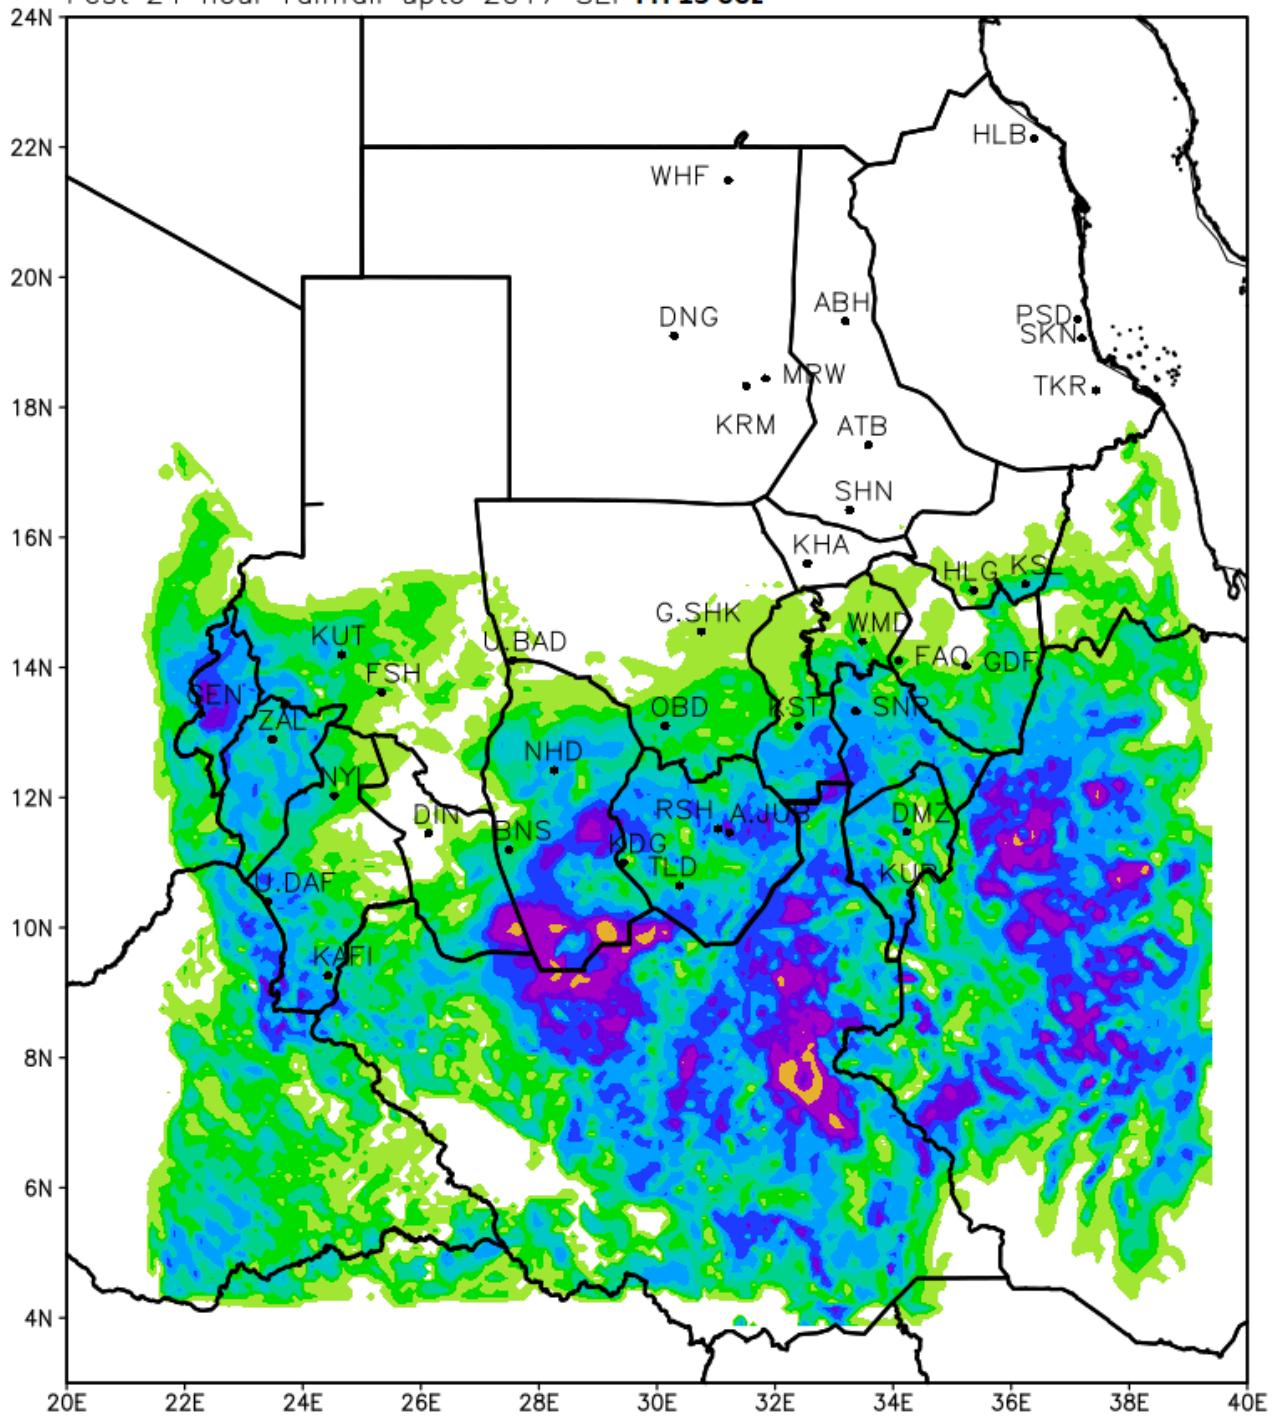 24N
22N
20N
18N
16N
14N
12N
10N
8N
6N
4N
HLB
WHF
ABH
DNG
PSD
SKN
MRW
TKR
KRM
ATB
SHN
KHA
HLG
KSL
G.SHK
WMD
KUT
U.BAD
FAO
GDF
FSH
GEN
ZAL
OBD
KST
SNR
NHD
NYL
DIN
RSH
A.JUB
DMZ
BNS
KDG
TLD
KUR
U.DAF
KAFI
20E 22E 24E 26E 28E 30E 32E 34E 36E 38E 40E